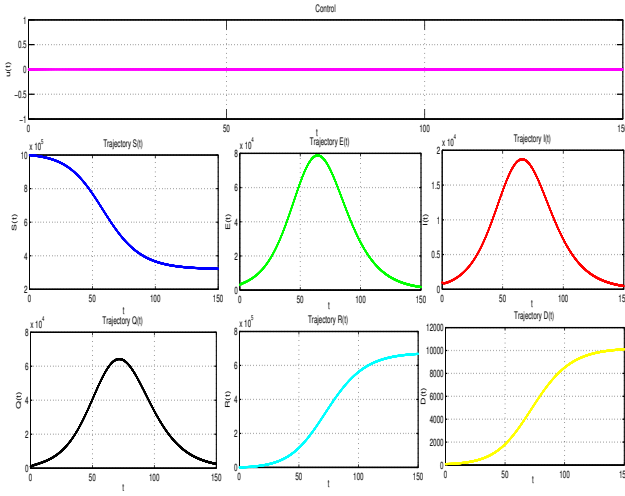 Control
1
0.5
0
−0.5
−1
u(t)
0
50
100
150
t
Trajectory S(t)
x 10^5
10
8
6
4
2
S(t)
0
50
100
150
t
Trajectory E(t)
x 10^4
8
6
4
2
0
E(t)
0
50
100
150
t
Trajectory I(t)
x 10^4
2
1.5
1
0.5
0
I(t)
0
50
100
150
t
Trajectory Q(t)
x 10^4
8
6
4
2
0
Q(t)
0
50
100
150
t
Trajectory R(t)
x 10^5
8
6
4
2
0
R(t)
0
50
100
150
t
Trajectory D(t)
12000
10000
8000
6000
4000
2000
0
D(t)
0
50
100
150
t